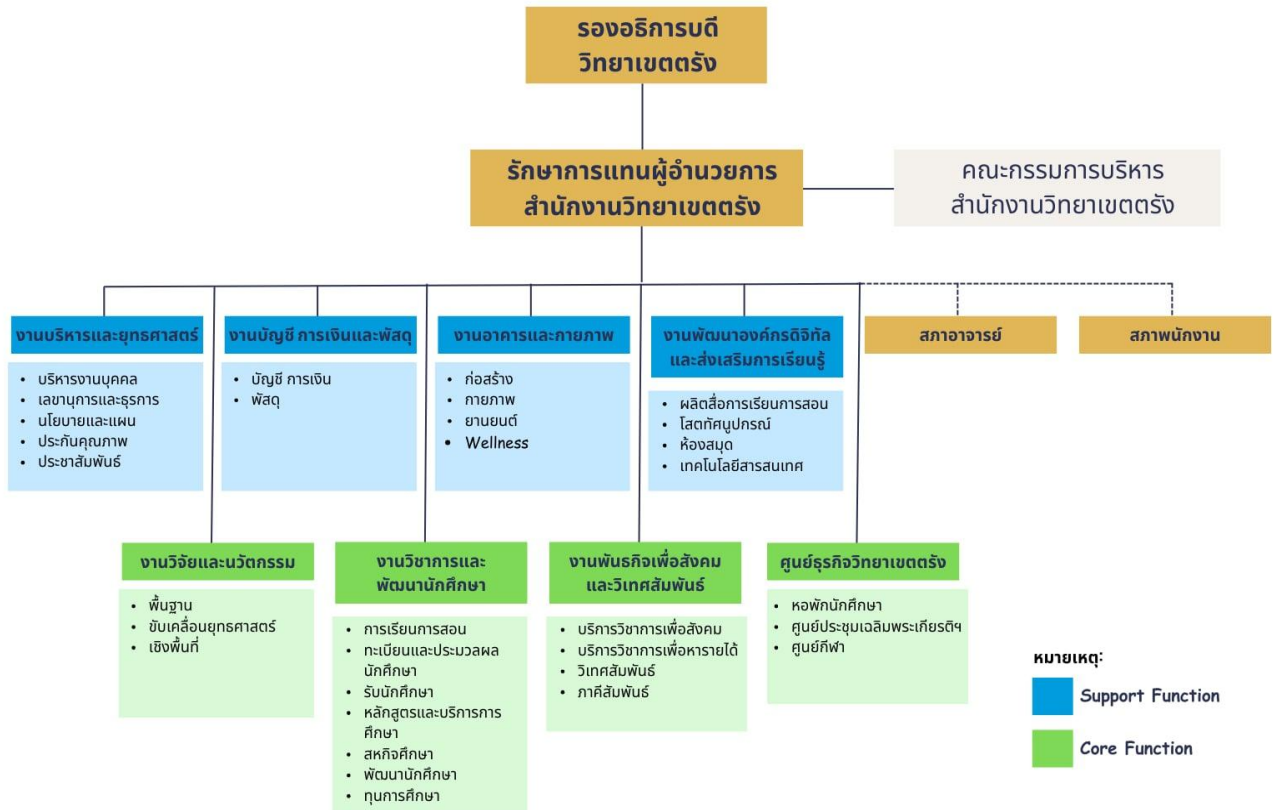 รองอธิการบดี
วิทยาเขตตรัง
รักษาการแทนผู้อำนวยการ
สำนักงานวิทยาเขตตรัง
คณะกรรมการบริหาร
สำนักงานวิทยาเขตตรัง
งานบริหารและยุทธศาสตร์
• บริหารงานบุคคล
• เลขานุการและธุรการ
• นโยบายและแผน
• ประกันคุณภาพ
• ประชาสัมพันธ์
งานบัญชี การเงินและพัสดุ
• บัญชี การเงิน
• พัสดุ
งานอาคารและกายภาพ
• ก่อสร้าง
• กายภาพ
• ยานยนต์
• Wellness
งานพัฒนาองค์กรดิจิทัล
และส่งเสริมการเรียนรู้
• ผลิตสื่อการเรียนการสอน
• โสตทัศนูปกรณ์
• ห้องสมุด
• เทคโนโลยีสารสนเทศ
สภาอาจารย์
สภาพนักงาน
งานวิจัยและนวัตกรรม
• พื้นฐาน
• ขับเคลื่อนยุทธศาสตร์
• เชิงพื้นที่
งานวิชาการและ
พัฒนานักศึกษา
• การเรียนการสอน
• ทะเบียนและประมวลผล
นักศึกษา
• รับนักศึกษา
• หลักสูตรและบริการการ
ศึกษา
• สหกิจศึกษา
• พัฒนานักศึกษา
• ทุนการศึกษา
งานพันธกิจเพื่อสังคม
และวิเทศสัมพันธ์
• บริการวิชาการเพื่อสังคม
• บริการวิชาการเพื่อหารายได้
• วิเทศสัมพันธ์
• ภาคีสัมพันธ์
ศูนย์ธุรกิจวิทยาเขตตรัง
• หอพักนักศึกษา
• ศูนย์ประชุมเฉลิมพระเกียรติฯ
• ศูนย์กีฬา
หมายเหตุ:
Support Function
Core Function